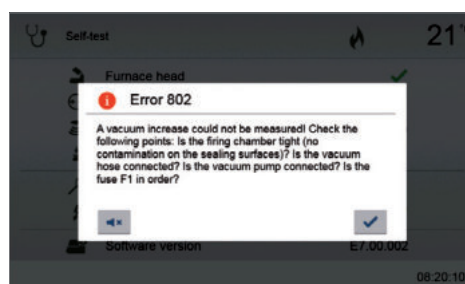 Self-test
21°
Furnace head
Error 802
A vacuum increase could not be measured! Check the
following points: Is the firing chamber tight (no
contamination on the sealing surfaces)? Is the vacuum
hose connected? Is the vacuum pump connected? Is the
fuse F1 in order?
Software version E7.00.002
08:20:10